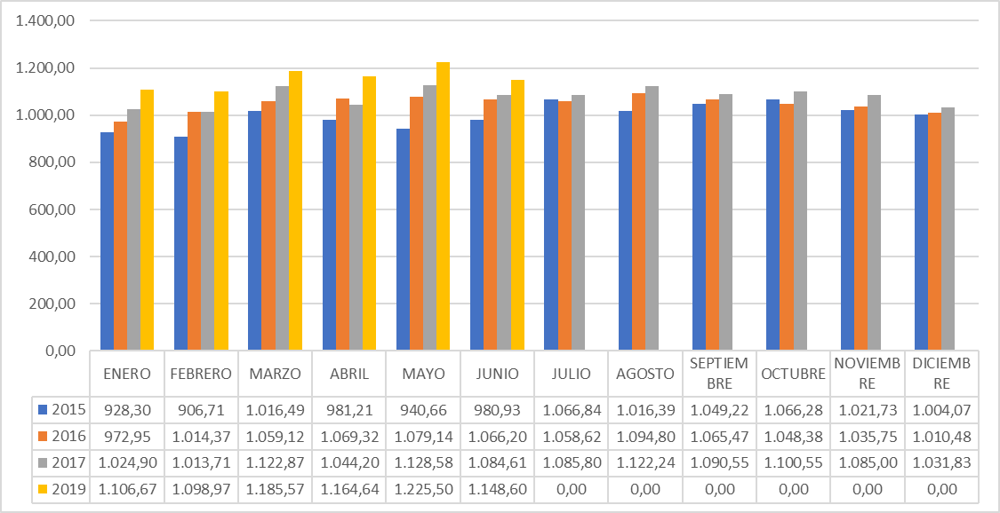 1.400,00
1.200,00
1.000,00
800,00
600,00
400,00
200,00
0,00
ENERO FEBRERO MARZO ABRIL MAYO JUNIO JULIO AGOSTO SEPTIEM OCTUBRE NOVIEMB DICIEMB
BRE RE RE
2015 928,30 906,71 1.016,49 981,21 940,66 980,93 1.066,84 1.016,39 1.049,22 1.066,28 1.021,73 1.004,07
2016 972,95 1.014,37 1.059,12 1.069,32 1.079,14 1.066,20 1.058,62 1.094,80 1.065,47 1.048,38 1.035,75 1.010,48
2017 1.024,90 1.013,71 1.122,87 1.044,20 1.128,58 1.084,61 1.085,80 1.122,24 1.090,55 1.100,55 1.085,00 1.031,83
2019 1.106,67 1.098,97 1.185,57 1.164,64 1.225,50 1.148,60 0,00 0,00 0,00 0,00 0,00 0,00